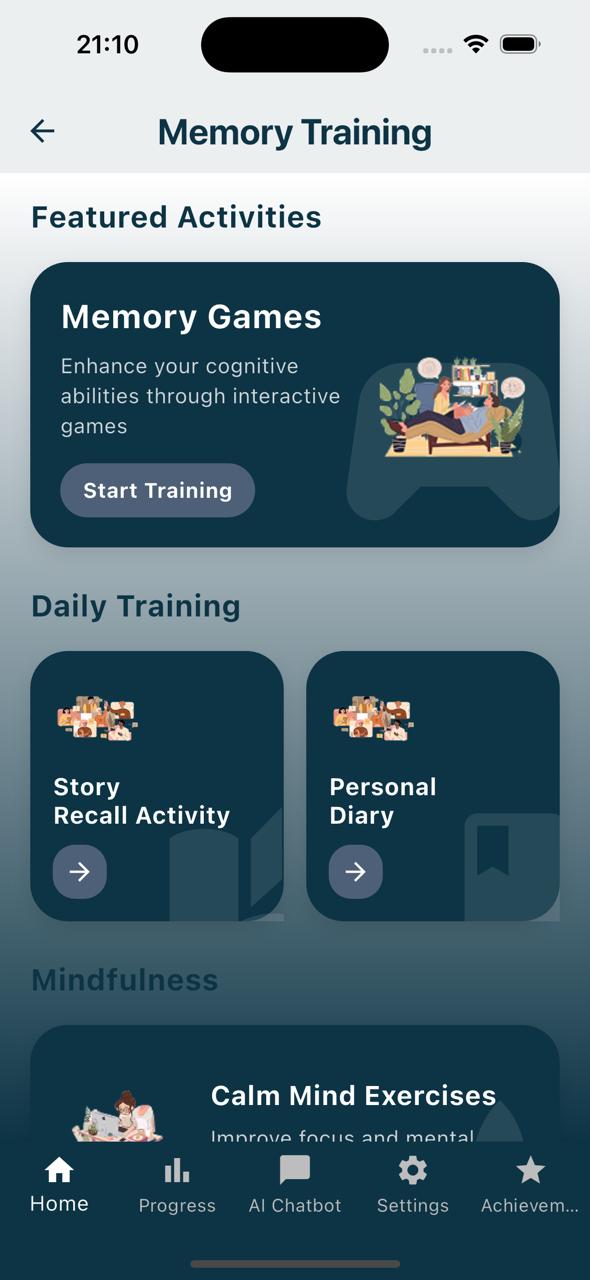 21:10
Memory Training
Featured Activities
Memory Games
Enhance your cognitive
abilities through interactive
games
Start Training
Daily Training
Story
Recall Activity
Personal
Diary
Mindfulness
Calm Mind Exercises
Improve focus and mental
Home
Progress
AI Chatbot
Settings
Achievem...